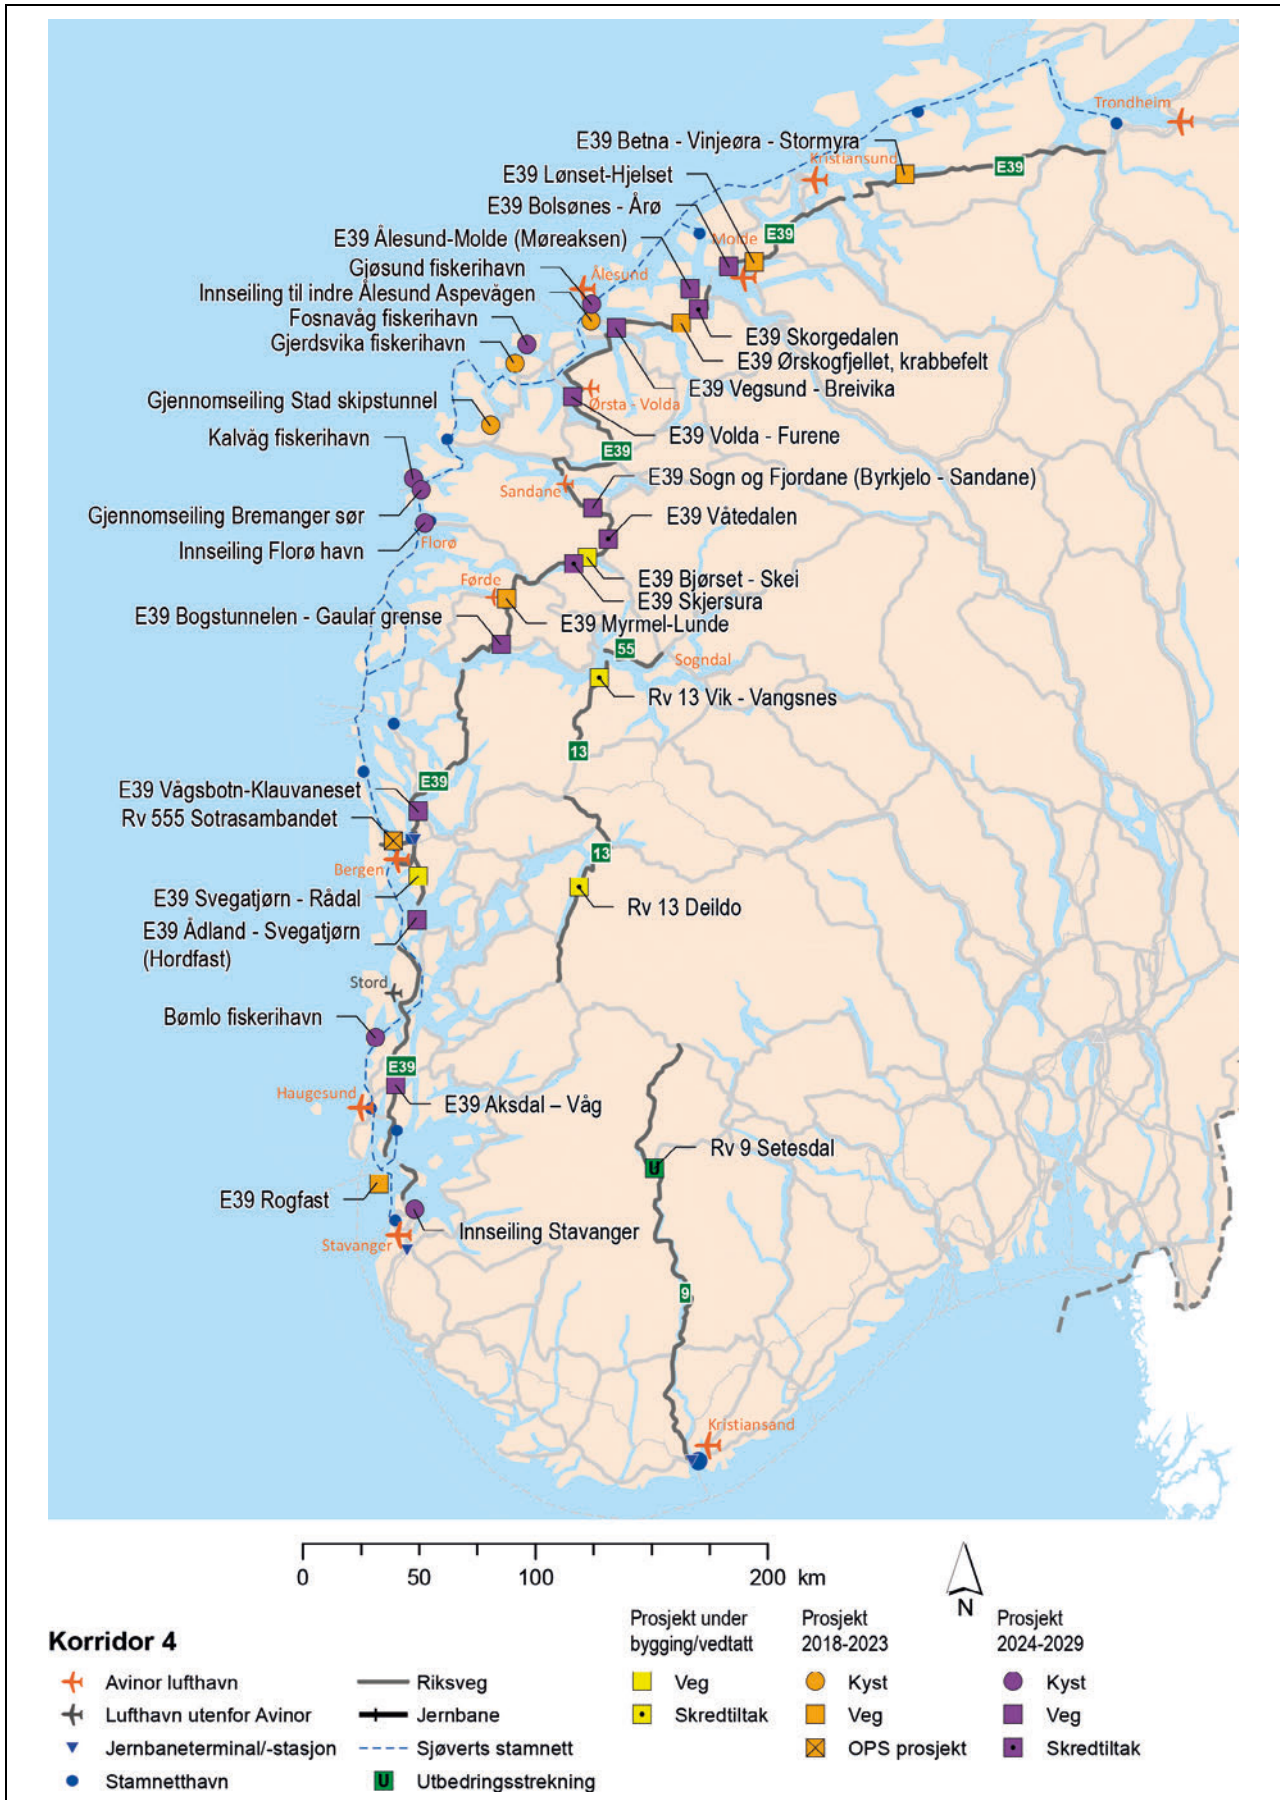 Trondheim
E39 Betna - Vinjeøra - Stormyra
Kristiansund
E39
E39 Lønset-Hjelset
E39 Bolsønes - Årø
E39
Molde
E39 Ålesund-Molde (Møreaksen)
Gjøsund fiskerihavn
Ålesund
Innseiling til indre Ålesund Aspevågen
Fosnavåg fiskerihavn
Gjerdsvika fiskerihavn
E39 Skorgedalen
E39 Ørskogfjellet, krabbefelt
E39 Vegsund - Breivika
Ørsta - Volda
Gjennomseiling Stad skipstunnel
Kalvåg fiskerihavn
E39 Volda - Furene
E39
E39 Sogn og Fjordane (Byrkjelo - Sandane)
Sandane
Gjennomseiling Bremanger sør
E39 Våtedalen
Innseiling Florø havn
Florø
E39 Bjørset - Skei
Førde
E39 Skjersura
E39 Bogstunnelen - Gaular grense
E39 Myrmel-Lunde
55
Sogndal
Rv 13 Vik - Vangsnes
13
E39
E39 Vågsbotn-Klauvaneset
Rv 555 Sotrasambandet
13
Bergen
E39 Svegatjørn - Rådal
Rv 13 Deildo
E39 Ådland - Svegatjørn
(Hordfast)
Stord
Bømlo fiskerihavn
E39
Haugesund
E39 Aksdal – Våg
Rv 9 Setesdal
U
E39 Rogfast
Innseiling Stavanger
Stavanger
9
Kristiansand
0 50 100 200 km
N
Korridor 4
Avinor lufthavn
Lufthavn utenfor Avinor
Jernbaneterminal/-stasjon
Stamnetthavn
Riksveg
Jernbane
Sjøverts stamnett
U Utbedringsstrekning
Prosjekt under
bygging/vedtatt
Veg
Skredtiltak
Prosjekt
2018-2023
Kyst
Veg
OPS prosjekt
Prosjekt
2024-2029
Kyst
Veg
Skredtiltak